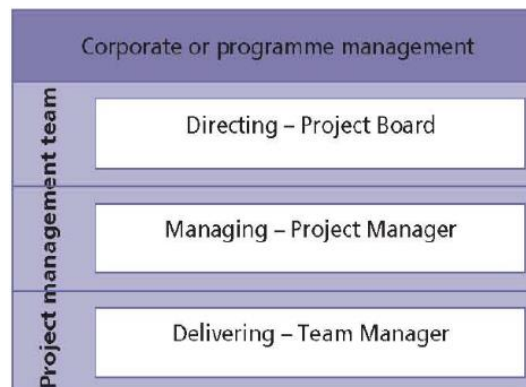 Corporate or programme management
Project management team
Directing – Project Board
Managing – Project Manager
Delivering – Team Manager